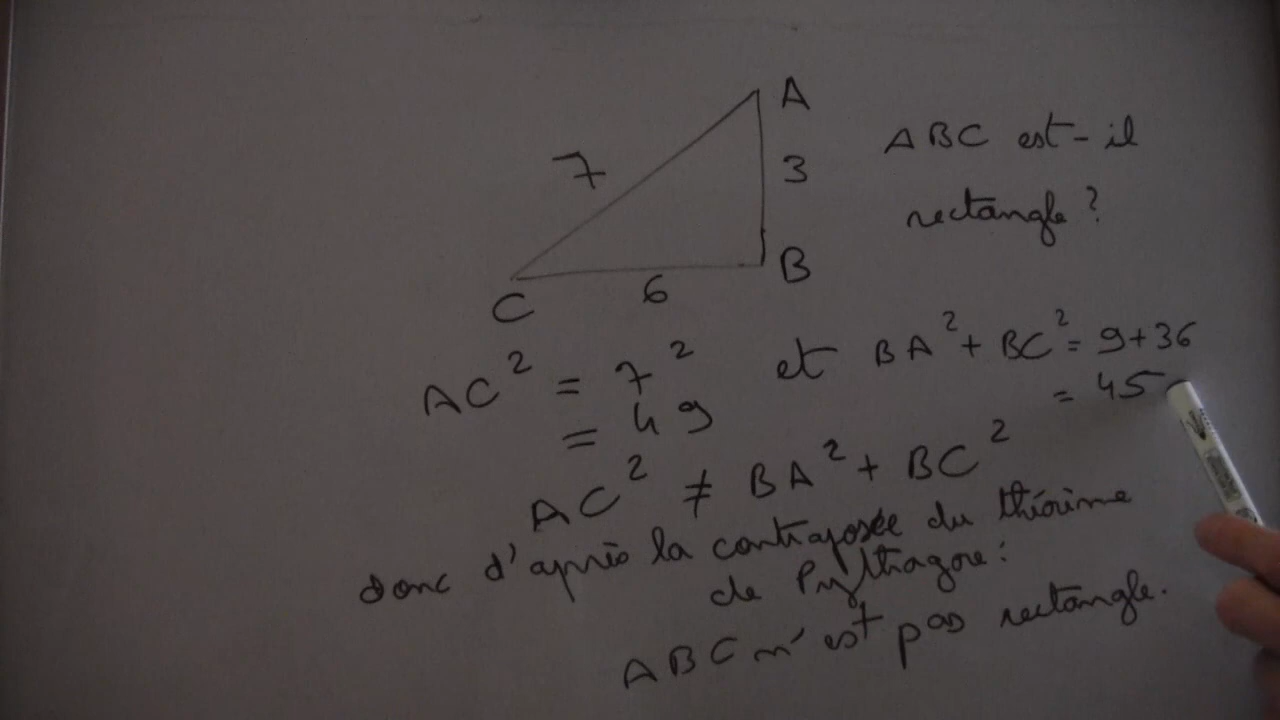 A
7
3
ABC est-il
rectangle ?
B
6
C
AC² = 7² et BA² + BC² = 9+36
= 49
= 45
AC² ≠ BA² + BC²
donc d'après la contraposée du théorème
de Pythagore :
ABC n'est pas rectangle.